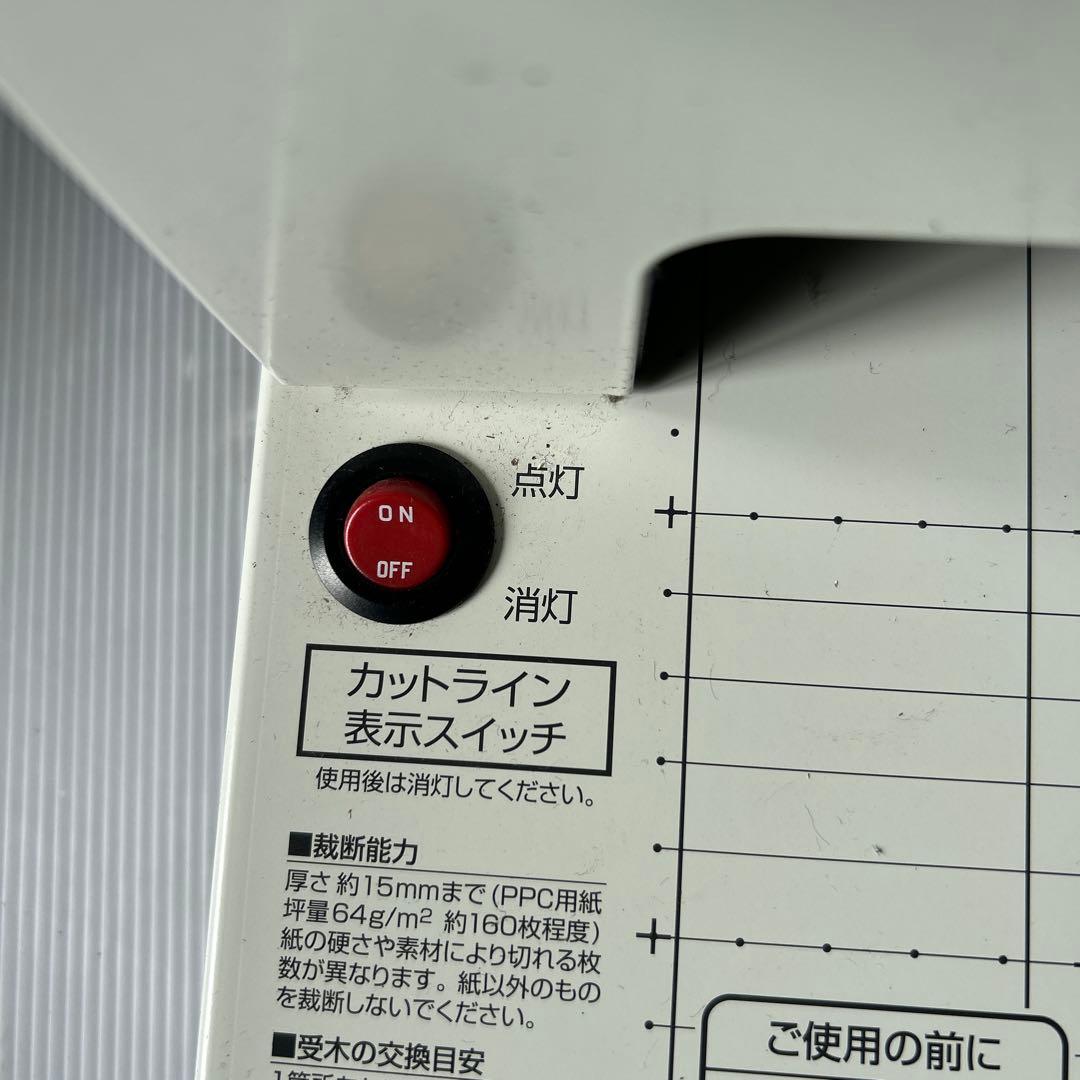 点灯
ON
OFF
消灯
カットライン
表示スイッチ
使用後は消灯してください。
■裁断能力
厚さ 約15mmまで(PPC用紙
坪量64g/m² 約160枚程度)
紙の硬さや素材により切れる枚
数が異なります。紙以外のもの
を裁断しないでください。
■受木の交換目安
ご使用の前に